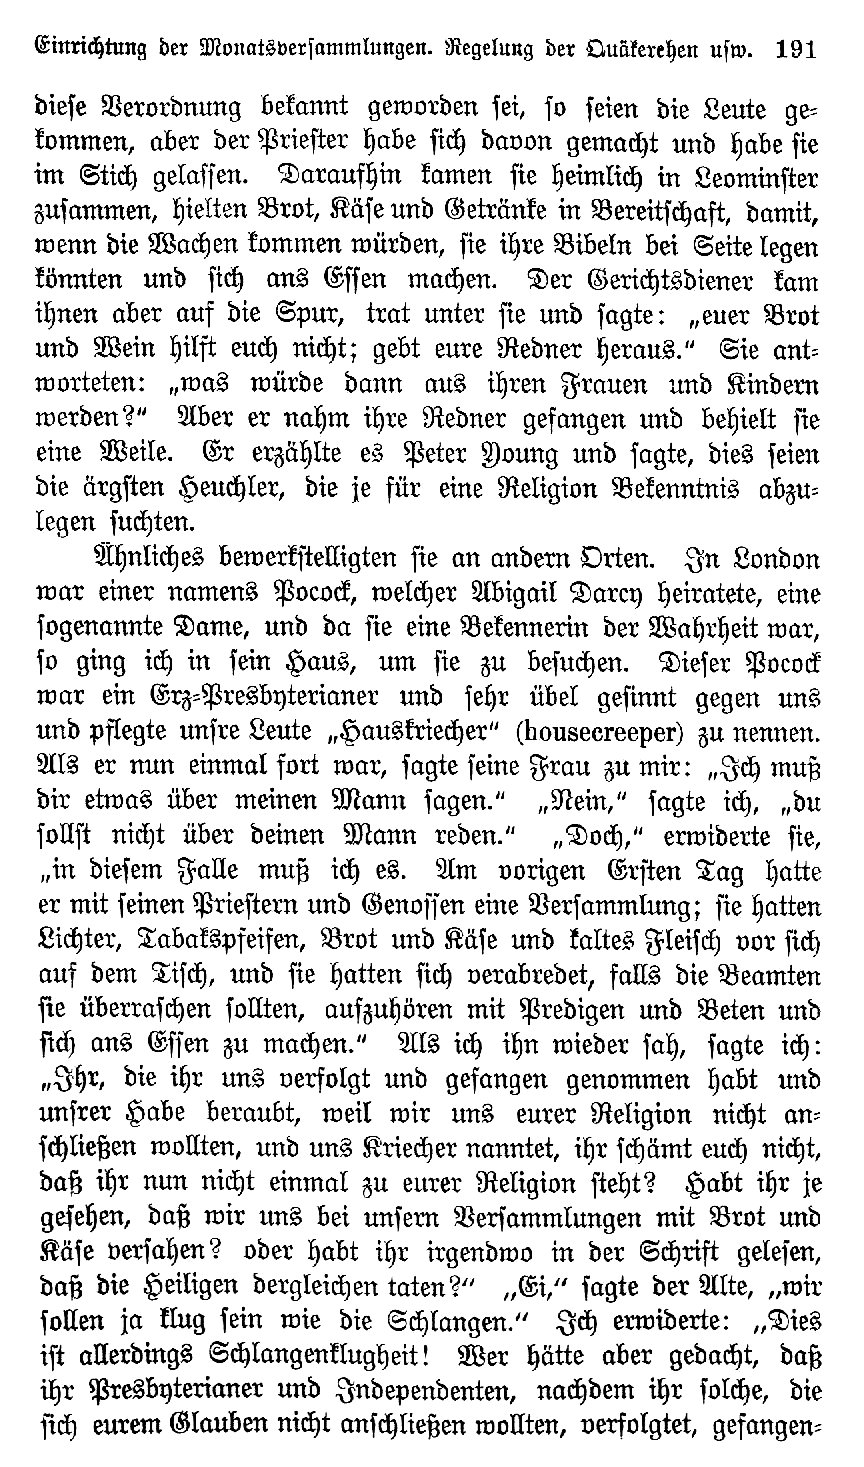 Einrichtung der Monatsversammlungen. Regelung der Quäkerehen usw. 191
diese Verordnung bekannt geworden sei, so seien die Leute ge-
kommen, aber der Priester habe sich davon gemacht und habe sie
im Stich gelassen. Daraufhin kamen sie heimlich in Leominster
zusammen, hielten Brot, Käse und Getränke in Bereitschaft, damit,
wenn die Wachen kommen würden, sie ihre Bibeln bei Seite legen
könnten und sich ans Essen machen. Der Gerichtsdiener kam
ihnen aber auf die Spur, trat unter sie und sagte: „euer Brot
und Wein hilft euch nicht; gebt eure Redner heraus.“ Sie ant-
worteten: „was würde dann aus ihren Frauen und Kindern
werden?“ Aber er nahm ihre Redner gefangen und behielt sie
eine Weile. Er erzählte es Peter Young und sagte, dies seien
die ärgsten Heuchler, die je für eine Religion Bekenntnis abzu-
legen suchten.
Ähnliches bewerkstelligten sie an andern Orten. In London
war einer namens Pocock, welcher Abigail Darcy heiratete, eine
sogenannte Dame, und da sie eine Bekennerin der Wahrheit war,
so ging ich in sein Haus, um sie zu besuchen. Dieser Pocock
war ein Erz-Presbyterianer und sehr übel gesinnt gegen uns
und pflegte unsre Leute „Hauskriecher“ (housecreeper) zu nennen.
Als er nun einmal fort war, sagte seine Frau zu mir: „Ich muß
dir etwas über meinen Mann sagen.“ „Nein,“ sagte ich, „du
sollst nicht über deinen Mann reden.“ „Doch,“ erwiderte sie,
„in diesem Falle muß ich es. Am vorigen Ersten Tag hatte
er mit seinen Priestern und Genossen eine Versammlung; sie hatten
Lichter, Tabakspfeifen, Brot und Käse und kaltes Fleisch vor sich
auf dem Tisch, und sie hatten sich verabredet, falls die Beamten
sie überraschen sollten, aufzuhören mit Predigen und Beten und
sich ans Essen zu machen.“ Als ich ihn wieder sah, sagte ich:
„Ihr, die ihr uns verfolgt und gefangen genommen habt und
unsrer Habe beraubt, weil wir uns eurer Religion nicht an-
schließen wollten, und uns Kriecher nanntet, ihr schämt euch nicht,
daß ihr nun nicht einmal zu eurer Religion steht? Habt ihr je
gesehen, daß wir uns bei unsern Versammlungen mit Brot und
Käse versahen? oder habt ihr irgendwo in der Schrift gelesen,
daß die Heiligen dergleichen taten?“ „Ei,“ sagte der Alte, „wir
sollen ja klug sein wie die Schlangen.“ Ich erwiderte: „Dies
ist allerdings Schlangenklugheit! Wer hätte aber gedacht, daß
ihr Presbyterianer und Independenten, nachdem ihr solche, die
sich eurem Glauben nicht anschließen wollten, verfolgtet, gefangen-